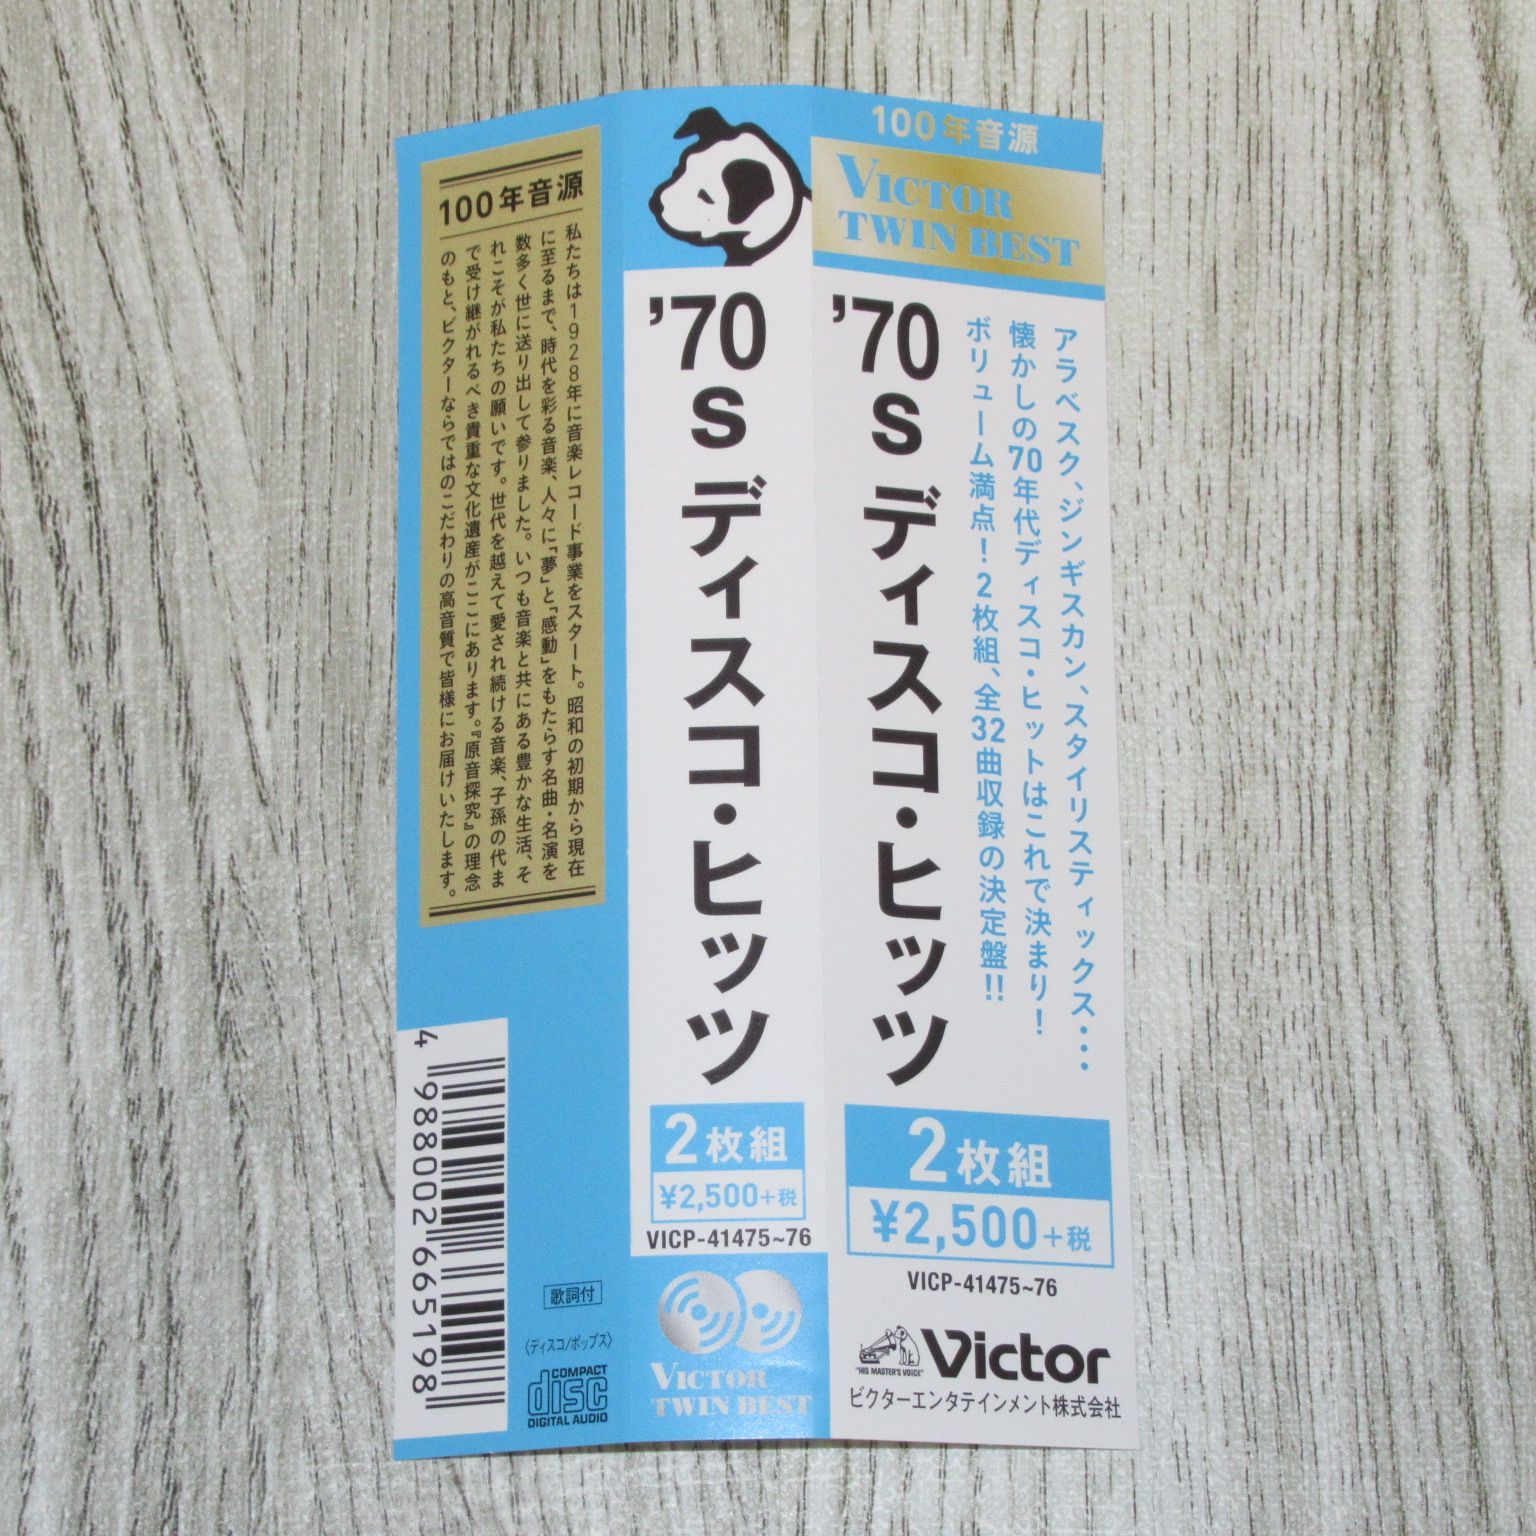 100年音源
VICTOR
TWIN BEST
アラベスク、ジンギスカン、スタイリスティックス・・・
懐かしの70年代ディスコ・ヒットはこれで決まり!
ボリューム満点!2枚組、全32曲収録の決定盤!!
'70s ディスコ・ヒッツ
2枚組
¥2,500+税
VICP-41475~76
"HIS MASTER'S VOICE"
Victor
ビクターエンタテインメント株式会社
'70s ディスコ・ヒッツ
2枚組
¥2,500+税
VICP-41475~76
VICTOR
TWIN BEST
100年音源
私たちは1928年に音楽レコード事業をスタート。昭和の初期から現在
に至るまで、時代を彩る音楽、人々に「夢」と「感動」をもたらす名曲・名演を
数多く世に送り出して参りました。いつも音楽と共にある豊かな生活、そ
れこそが私たちの願いです。世代を越えて愛され続ける音楽、子孫の代ま
で受け継がれるべき貴重な文化遺産がここにあります。『原音探究』の理念
のもと、ビクターならではのこだわりの高音質で皆様にお届けいたします。
4 988002 665198
歌詞付
〈ディスコ/ポップス〉
COMPACT
disc
DIGITAL AUDIO